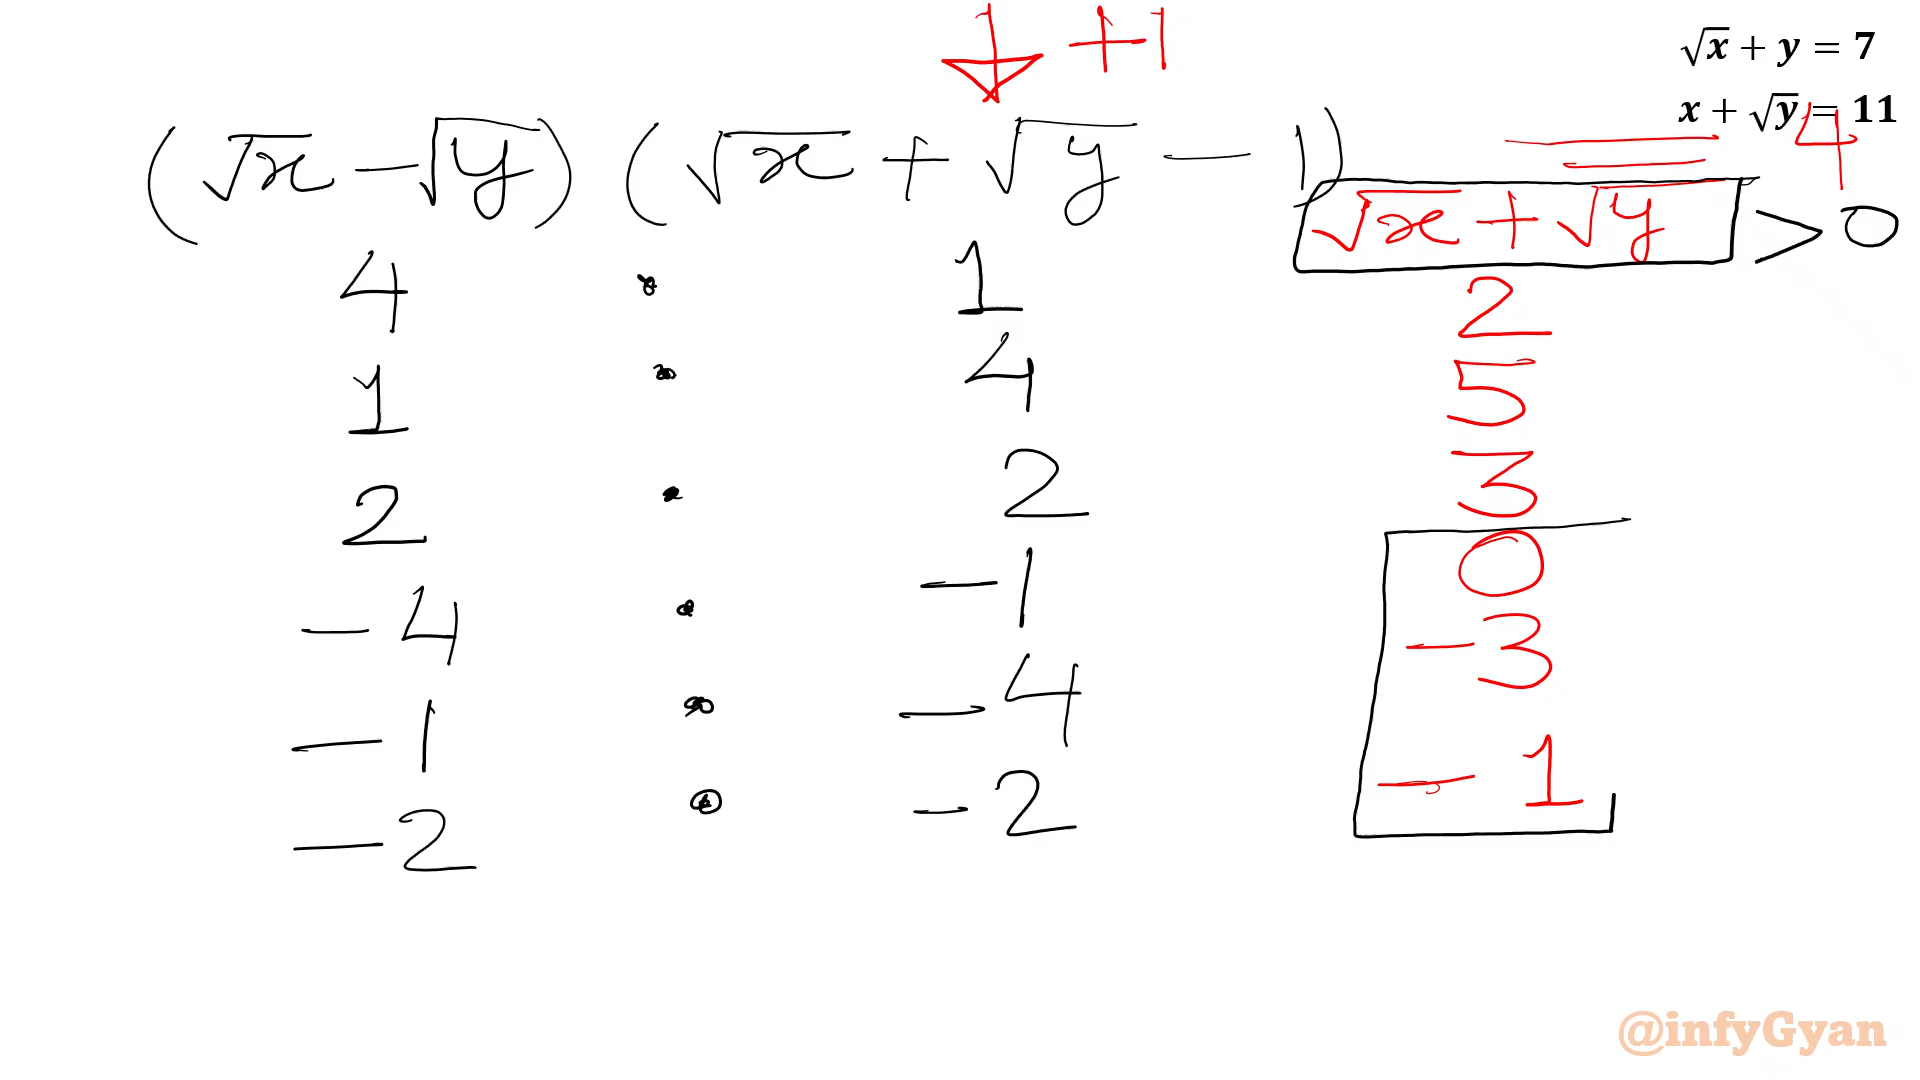 +1
√x + y = 7
x + √y = 11
(√x − √y) (√x + √y − 1)
4
√x + √y > 0
4 · 1 2
1 · 4 5
2 · 2 3
−4 · −1 0
−1 · −4 −3
−2 · −2 −1
@infyGyan